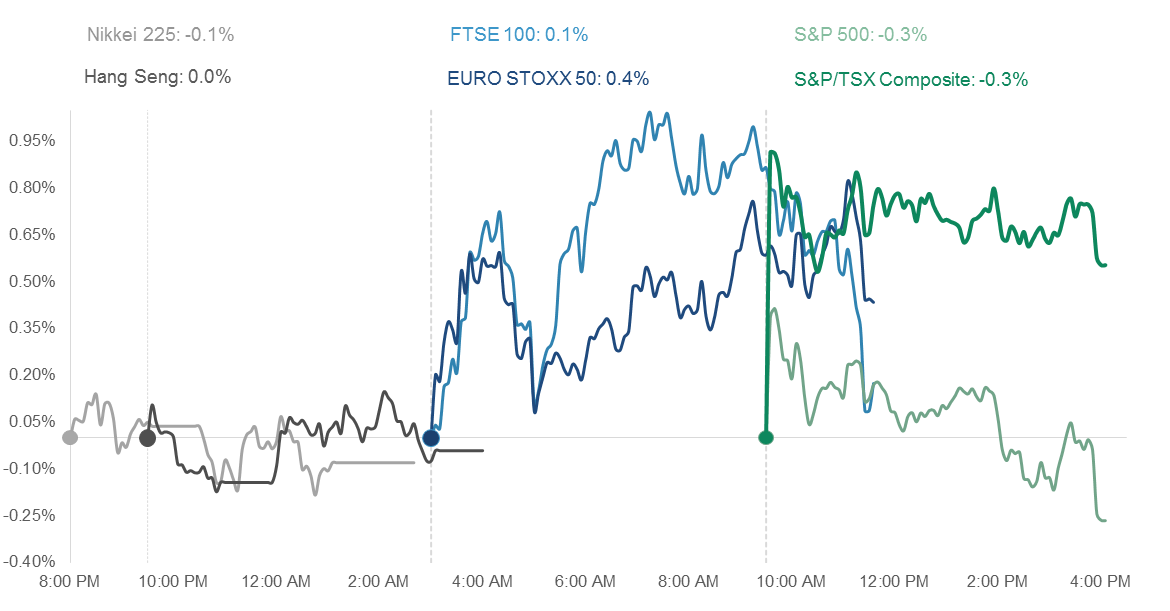 Nikkei 225: -0.1%
FTSE 100: 0.1%
S&P 500: -0.3%
Hang Seng: 0.0%
EURO STOXX 50: 0.4%
S&P/TSX Composite: -0.3%
0.95%
0.80%
0.65%
0.50%
0.35%
0.20%
0.05%
-0.10%
-0.25%
-0.40%
8:00 PM
10:00 PM
12:00 AM
2:00 AM
4:00 AM
6:00 AM
8:00 AM
10:00 AM
12:00 PM
2:00 PM
4:00 PM